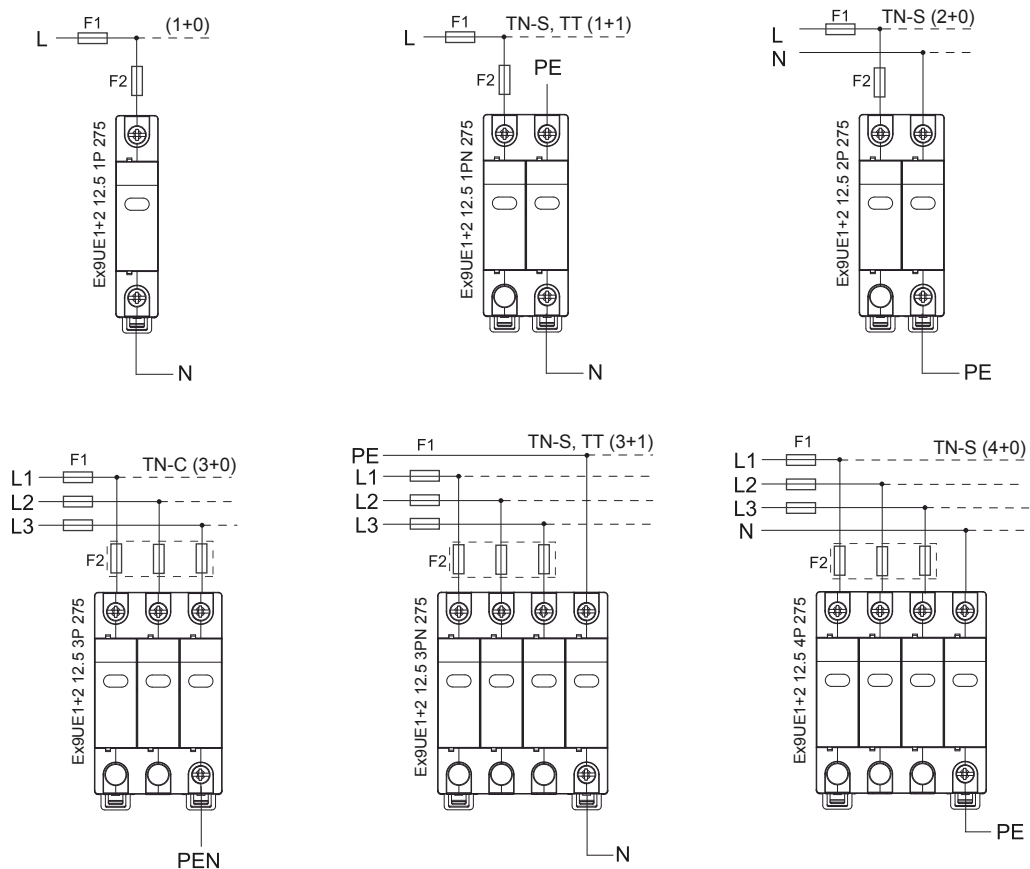 F1
(1+0)
L
F2
Ex9UE1+2 12.5 1P 275
N
F1
TN-S, TT (1+1)
L
F2
PE
Ex9UE1+2 12.5 1PN 275
N
F1
TN-S (2+0)
L
N
F2
Ex9UE1+2 12.5 2P 275
PE
F1
TN-C (3+0)
L1
L2
L3
F2
Ex9UE1+2 12.5 3P 275
PEN
F1
TN-S, TT (3+1)
PE
L1
L2
L3
F2
Ex9UE1+2 12.5 3PN 275
N
F1
TN-S (4+0)
L1
L2
L3
N
F2
Ex9UE1+2 12.5 4P 275
PE